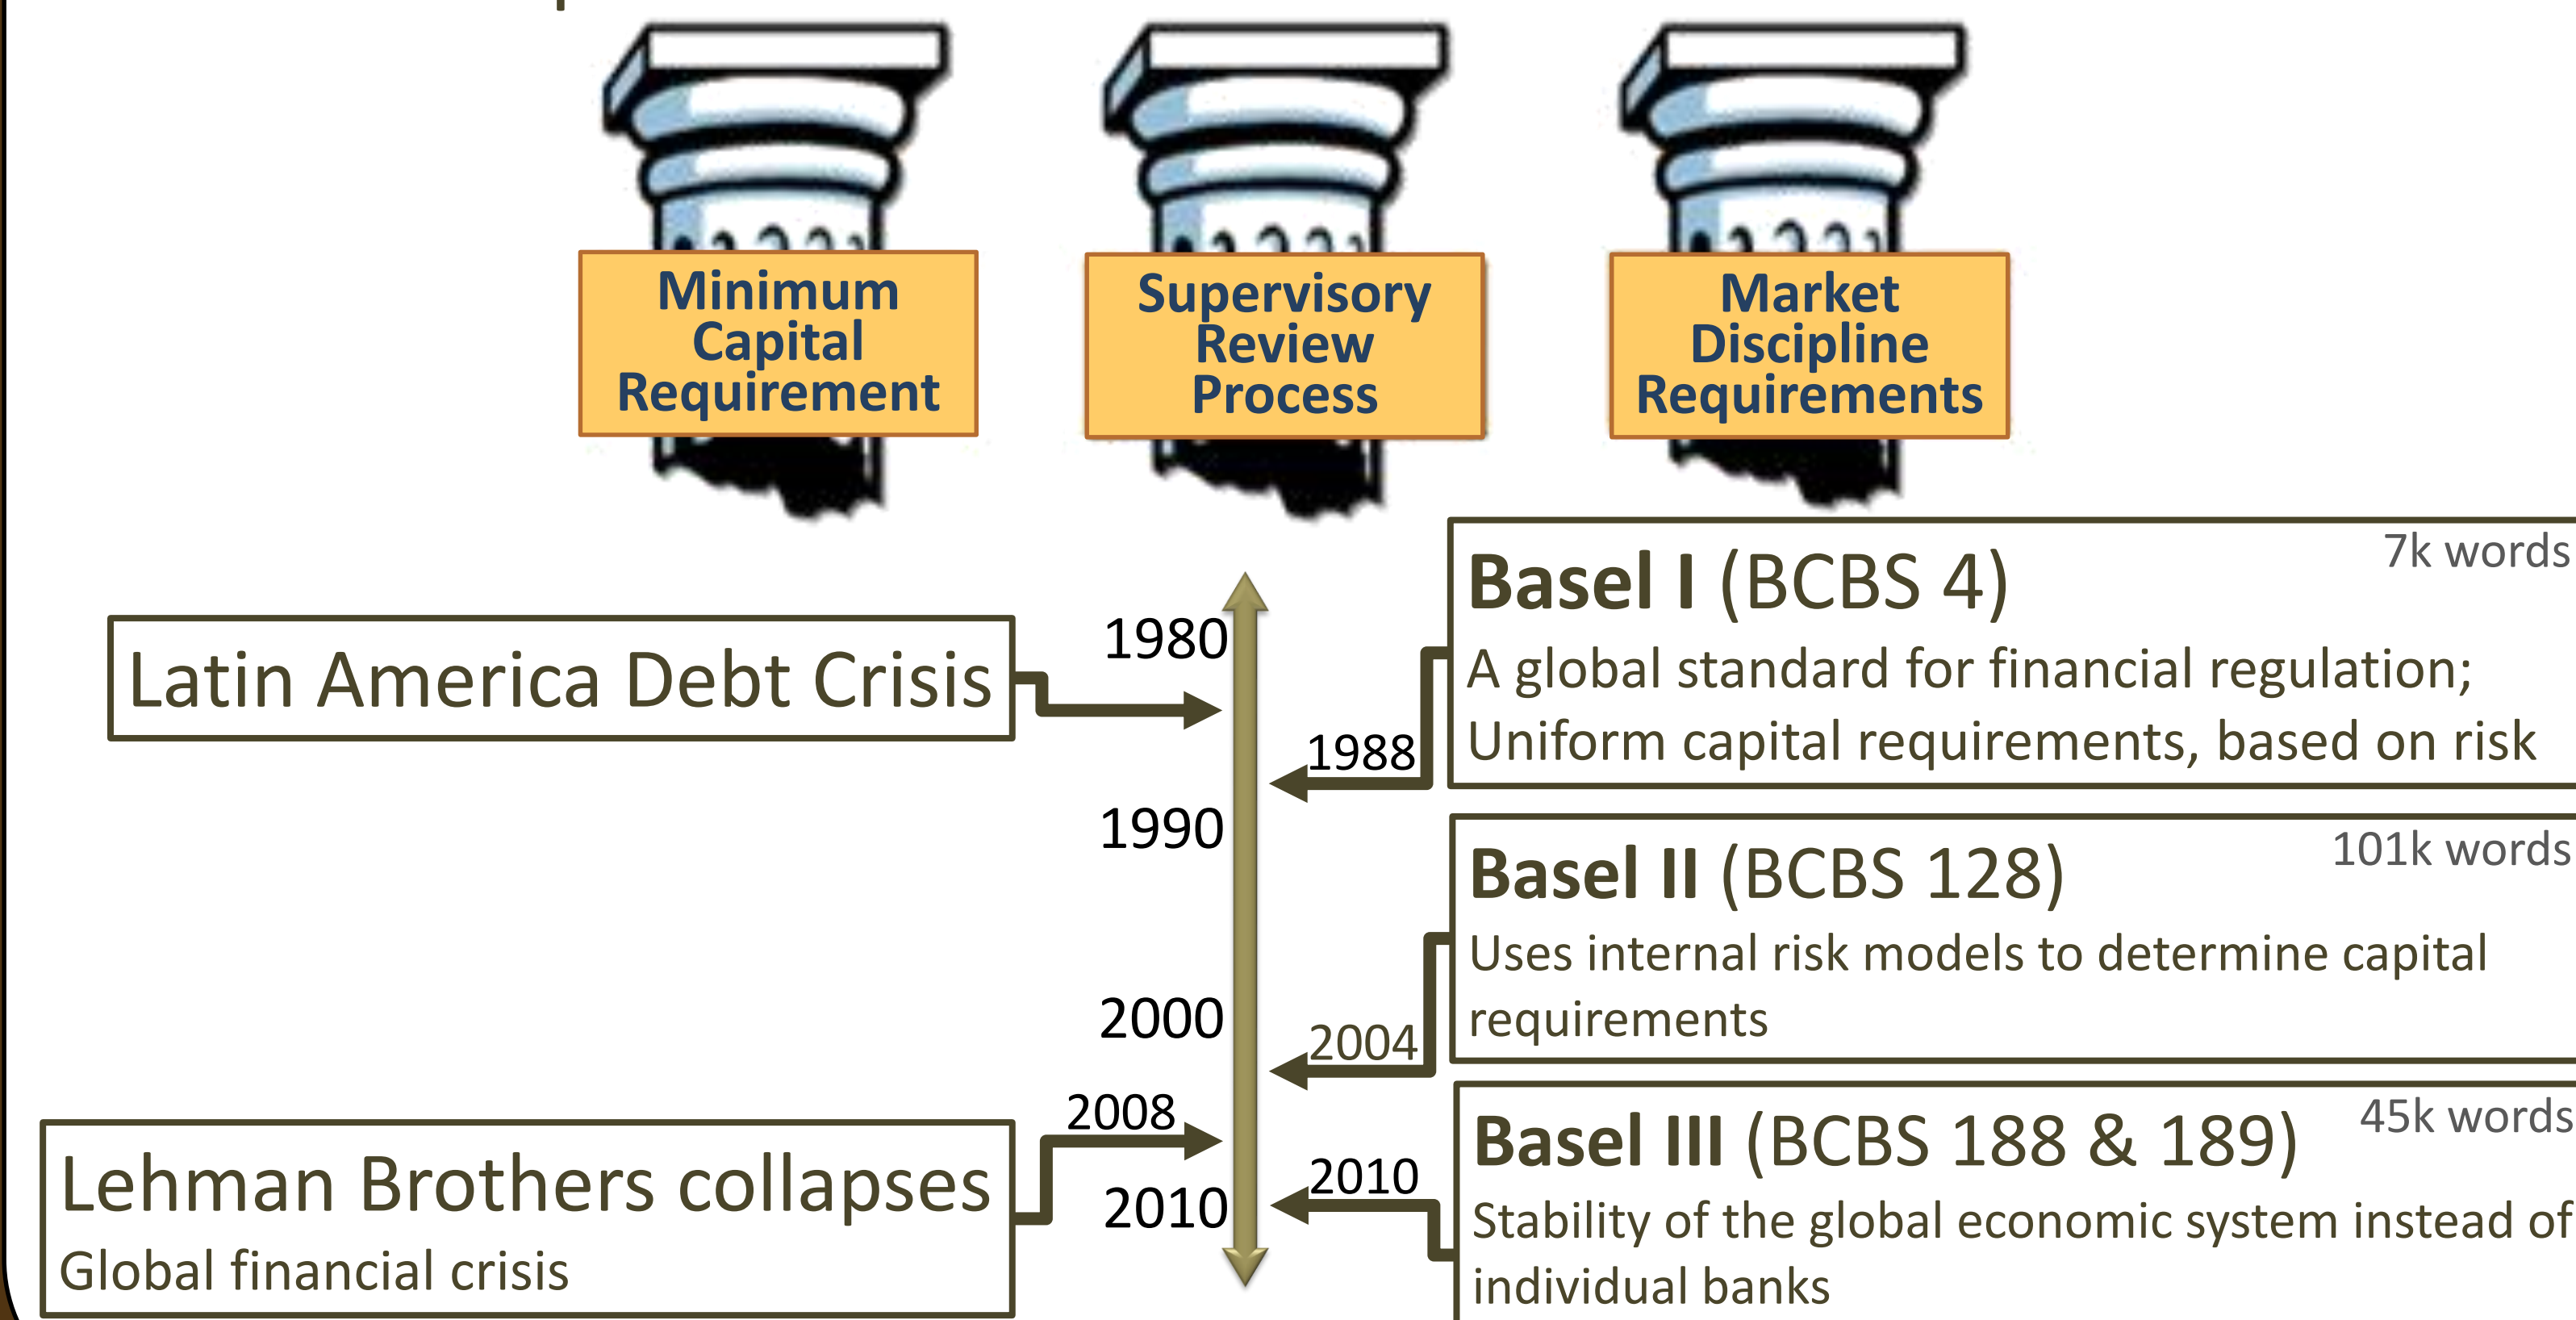 Minimum
Capital
Requirement
Supervisory
Review
Process
Market
Discipline
Requirements
Latin America Debt Crisis
1980
1988
1990
2000
2004
2008
2010
2010
Basel I (BCBS 4)
7k words
A global standard for financial regulation;
Uniform capital requirements, based on risk
Basel II (BCBS 128)
101k words
Uses internal risk models to determine capital
requirements
Lehman Brothers collapses
Global financial crisis
Basel III (BCBS 188 & 189)
45k words
Stability of the global economic system instead of
individual banks